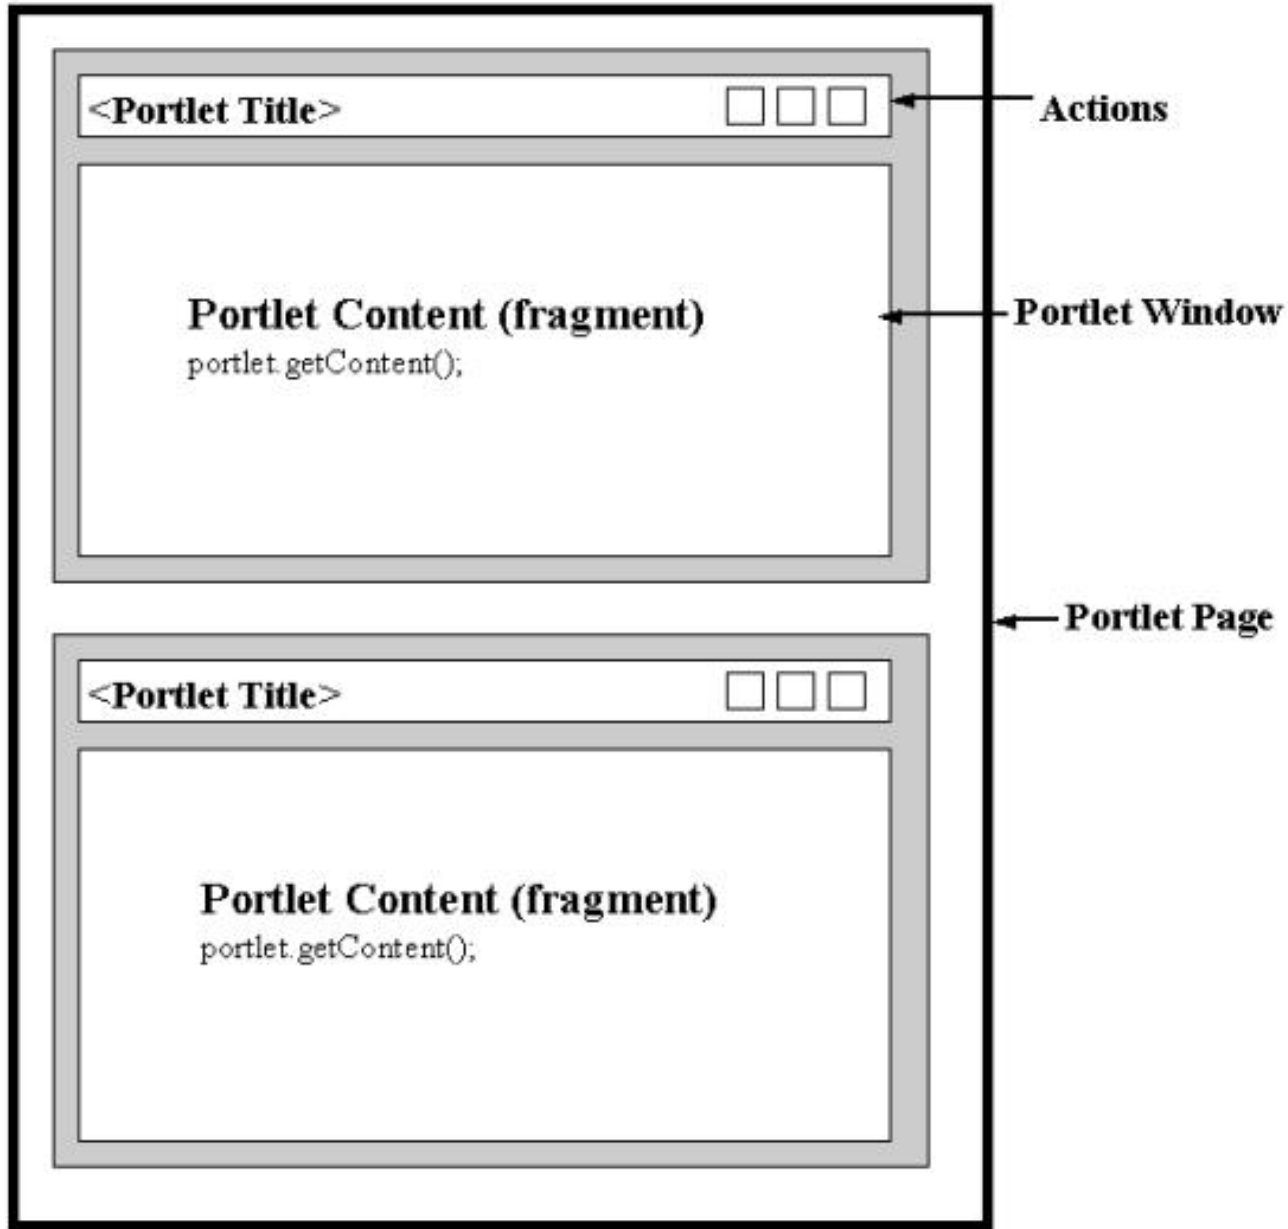 <Portlet Title>
Actions
Portlet Content (fragment)
portlet.getContent();
Portlet Window
Portlet Page
<Portlet Title>
Portlet Content (fragment)
portlet.getContent();